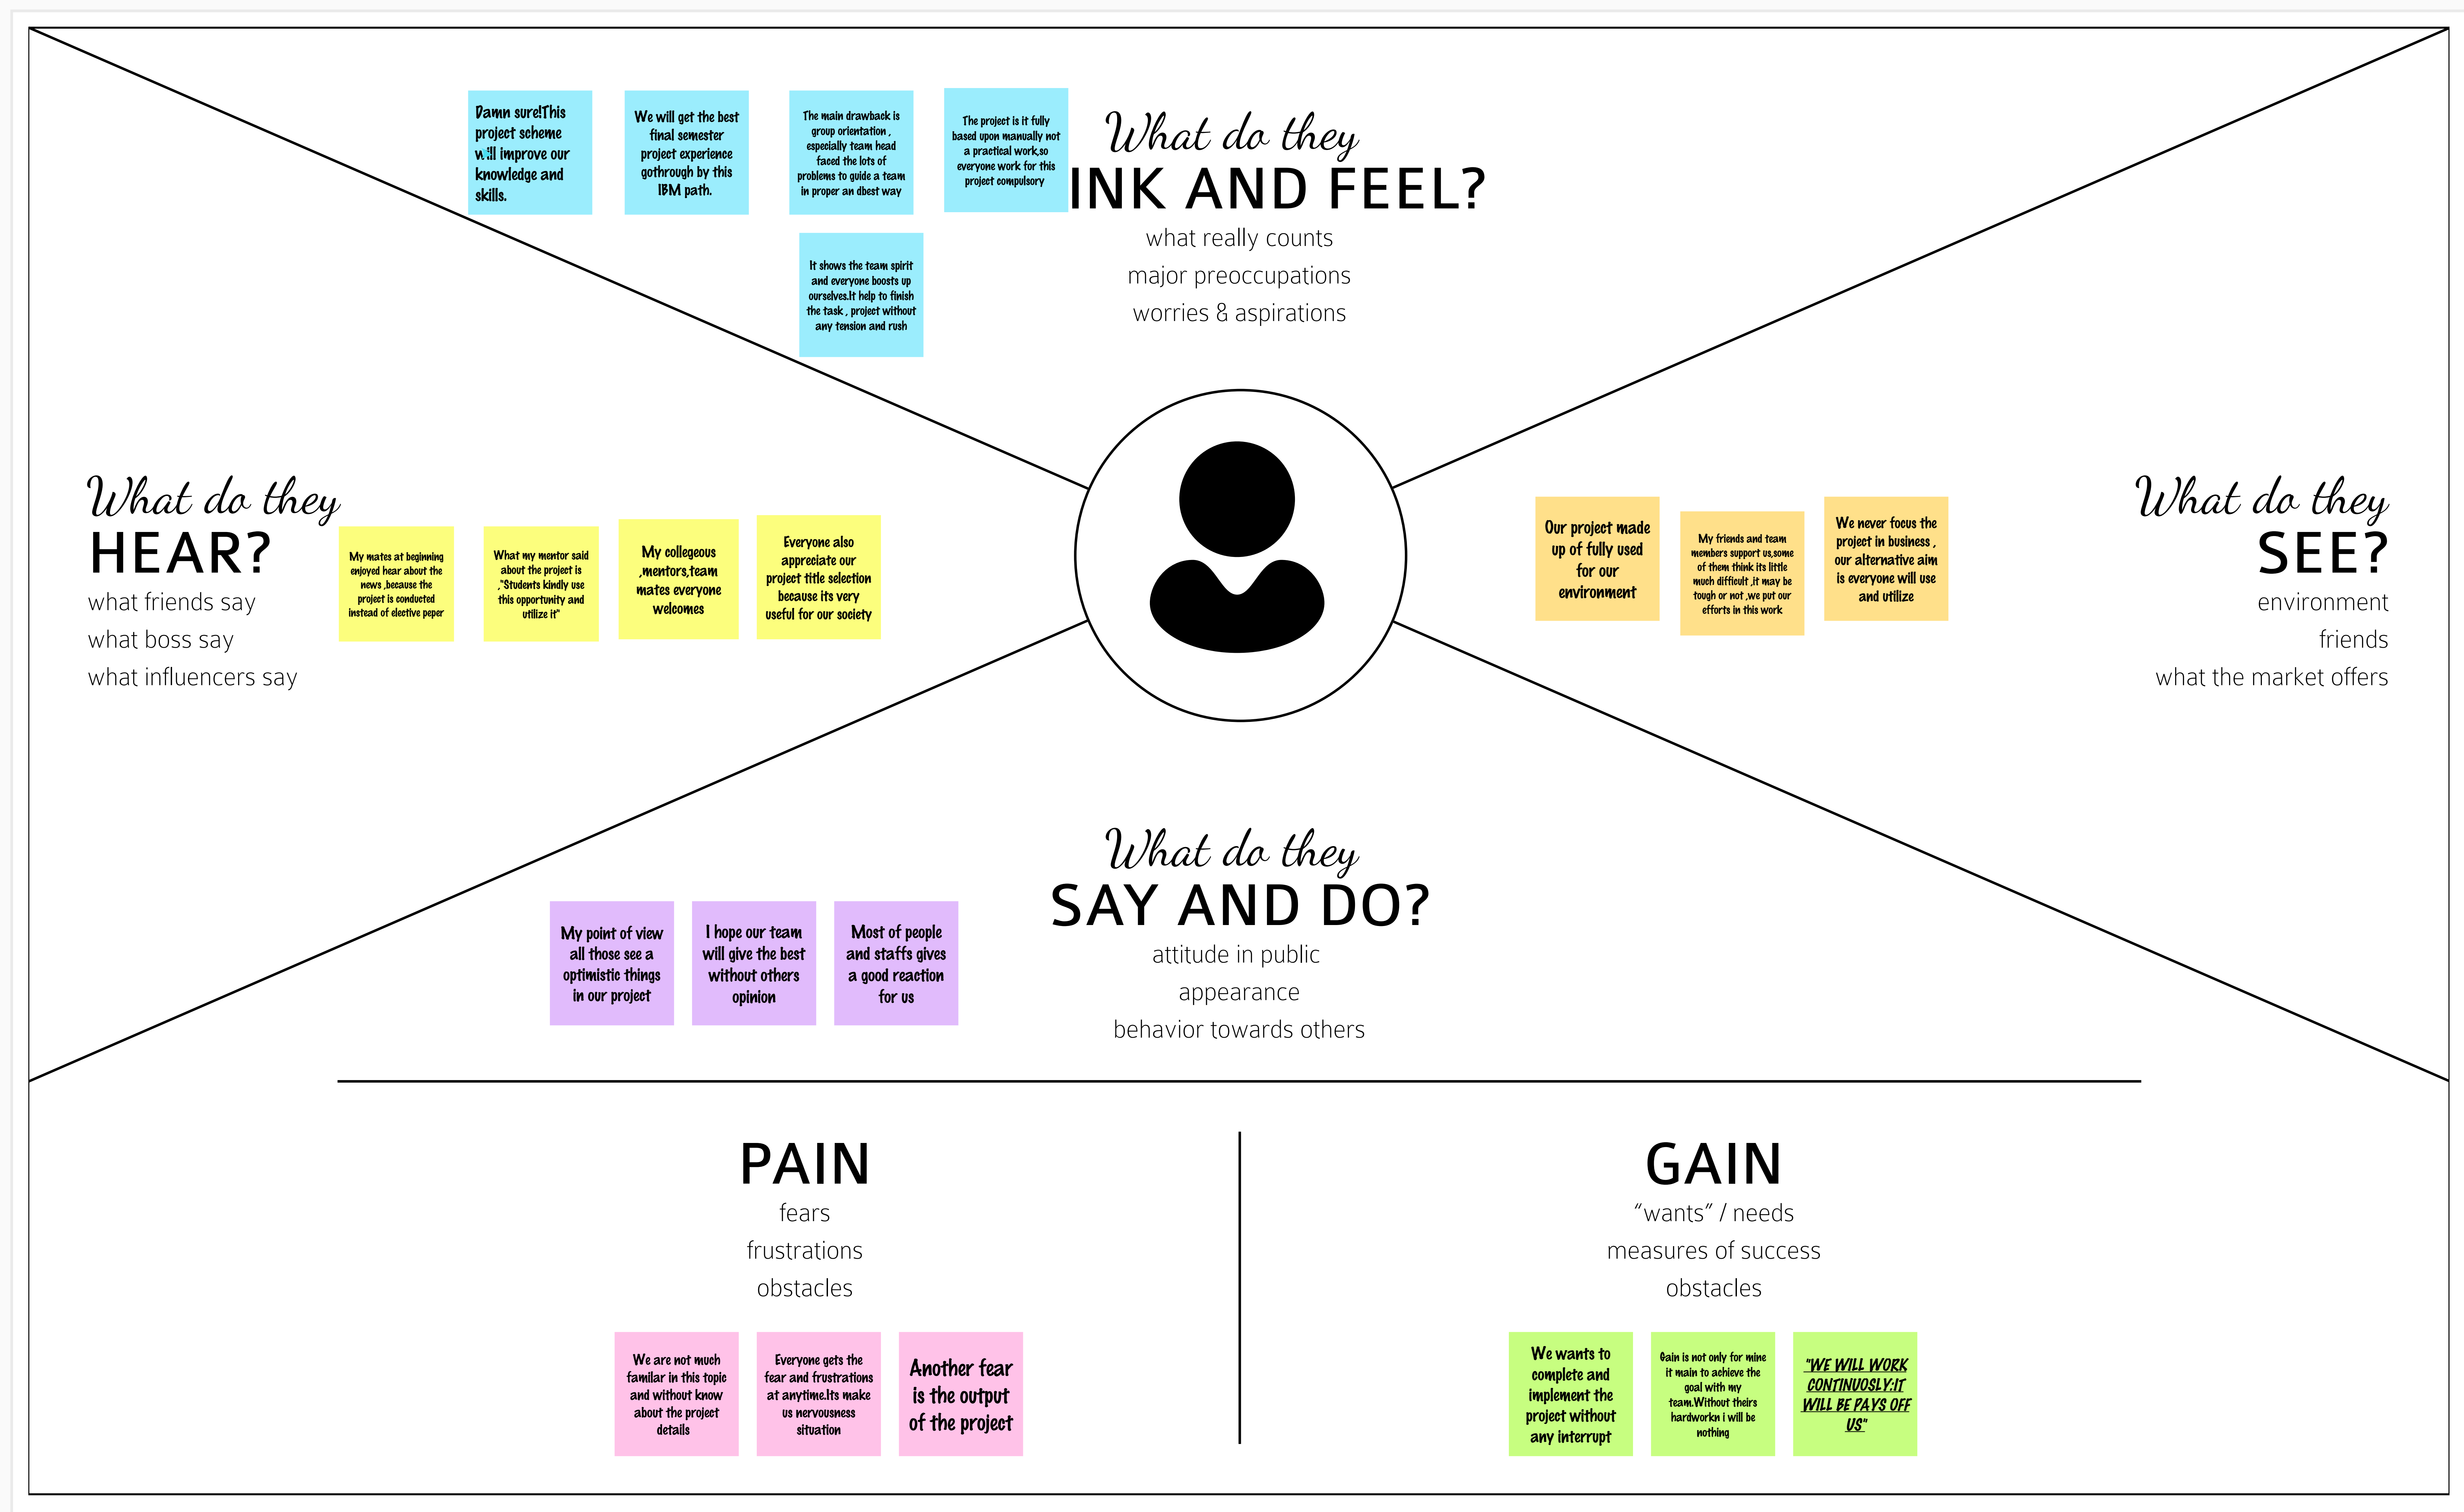 Damn sure!This
project scheme
will improve our
knowledge and
skills.
We will get the best
final semester
project experience
gothrough by this
IBM path.
The main drawback is
group orientation ,
especially team head
faced the lots of
problems to guide a team
in proper an dbest way
The project is it fully
based upon manually not
a practical work,so
everyone work for this
project compulsory
It shows the team spirit
and everyone boosts up
ourselves.It help to finish
the task , project without
any tension and rush
What do they
INK AND FEEL?
what really counts
major preoccupations
worries & aspirations
What do they
HEAR?
what friends say
what boss say
what influencers say
My mates at beginning
enjoyed hear about the
news ,because the
project is conducted
instead of elective peper
What my mentor said
about the project is
,"Students kindly use
this opportunity and
utilize it"
My collegeous
,mentors,team
mates everyone
welcomes
Everyone also
appreciate our
project title selection
because its very
useful for our society
Our project made
up of fully used
for our
environment
My friends and team
members support us,some
of them think its little
much difficult ,it may be
tough or not ,we put our
efforts in this work
We never focus the
project in business ,
our alternative aim
is everyone will use
and utilize
What do they
SEE?
environment
friends
what the market offers
What do they
SAY AND DO?
attitude in public
appearance
behavior towards others
My point of view
all those see a
optimistic things
in our project
I hope our team
will give the best
without others
opinion
Most of people
and staffs gives
a good reaction
for us
PAIN
fears
frustrations
obstacles
We are not much
familar in this topic
and without know
about the project
details
Everyone gets the
fear and frustrations
at anytime.Its make
us nervousness
situation
Another fear
is the output
of the project
GAIN
“wants” / needs
measures of success
obstacles
We wants to
complete and
implement the
project without
any interrupt
Gain is not only for mine
it main to achieve the
goal with my
team.Without theirs
hardworkn i will be
nothing
"WE WILL WORK
CONTINUOSLY:IT
WILL BE PAYS OFF
US"